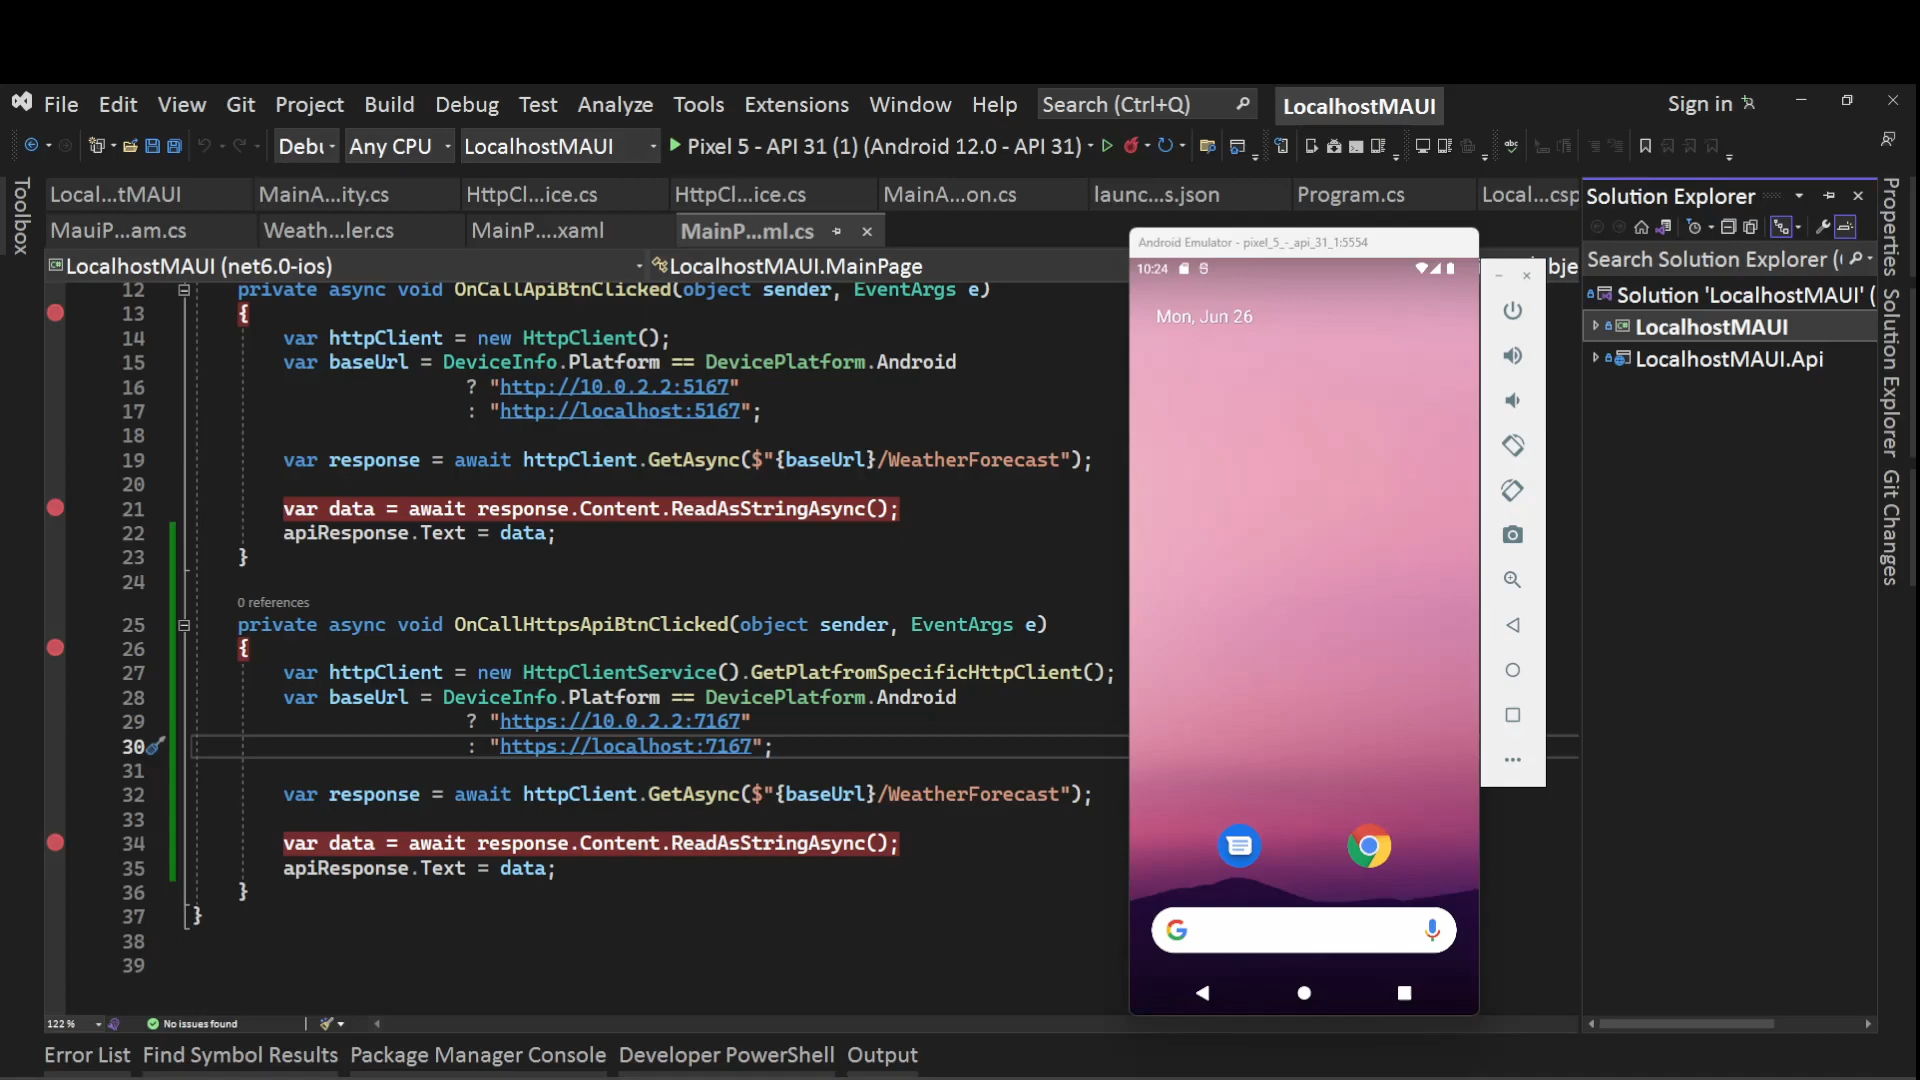 File Edit View Git Project Build Debug Test Analyze Tools Extensions Window Help Search (Ctrl+Q) LocalhostMAUI Sign in
Debu Any CPU LocalhostMAUI Pixel 5 - API 31 (1) (Android 12.0 - API 31)
Toolbox
Local...tMAUI MainA...ity.cs HttpCl...ice.cs HttpCl...ice.cs MainA...on.cs launc...s.json Program.cs Local...csp
MauiP...am.cs Weath...ler.cs MainP....xaml MainP...ml.cs
LocalhostMAUI (net6.0-ios) LocalhostMAUI.MainPage bje
12 private async void OnCallApiBtnClicked(object sender, EventArgs e)
13 {
14 var httpClient = new HttpClient();
15 var baseUrl = DeviceInfo.Platform == DevicePlatform.Android
16 ? "http://10.0.2.2:5167"
17 : "http://localhost:5167";
18
19 var response = await httpClient.GetAsync($"{baseUrl}/WeatherForecast");
20
21 var data = await response.Content.ReadAsStringAsync();
22 apiResponse.Text = data;
23 }
24
0 references
25 private async void OnCallHttpsApiBtnClicked(object sender, EventArgs e)
26 {
27 var httpClient = new HttpClientService().GetPlatfromSpecificHttpClient();
28 var baseUrl = DeviceInfo.Platform == DevicePlatform.Android
29 ? "https://10.0.2.2:7167"
30 : "https://localhost:7167";
31
32 var response = await httpClient.GetAsync($"{baseUrl}/WeatherForecast");
33
34 var data = await response.Content.ReadAsStringAsync();
35 apiResponse.Text = data;
36 }
37 }
38
39
122 % No issues found
Error List Find Symbol Results Package Manager Console Developer PowerShell Output
Android Emulator - pixel_5_-_api_31_1:5554
10:24
Mon, Jun 26
Solution Explorer
Search Solution Explorer (
Solution 'LocalhostMAUI' (
LocalhostMAUI
LocalhostMAUI.Api
Properties
Solution Explorer
Git Changes